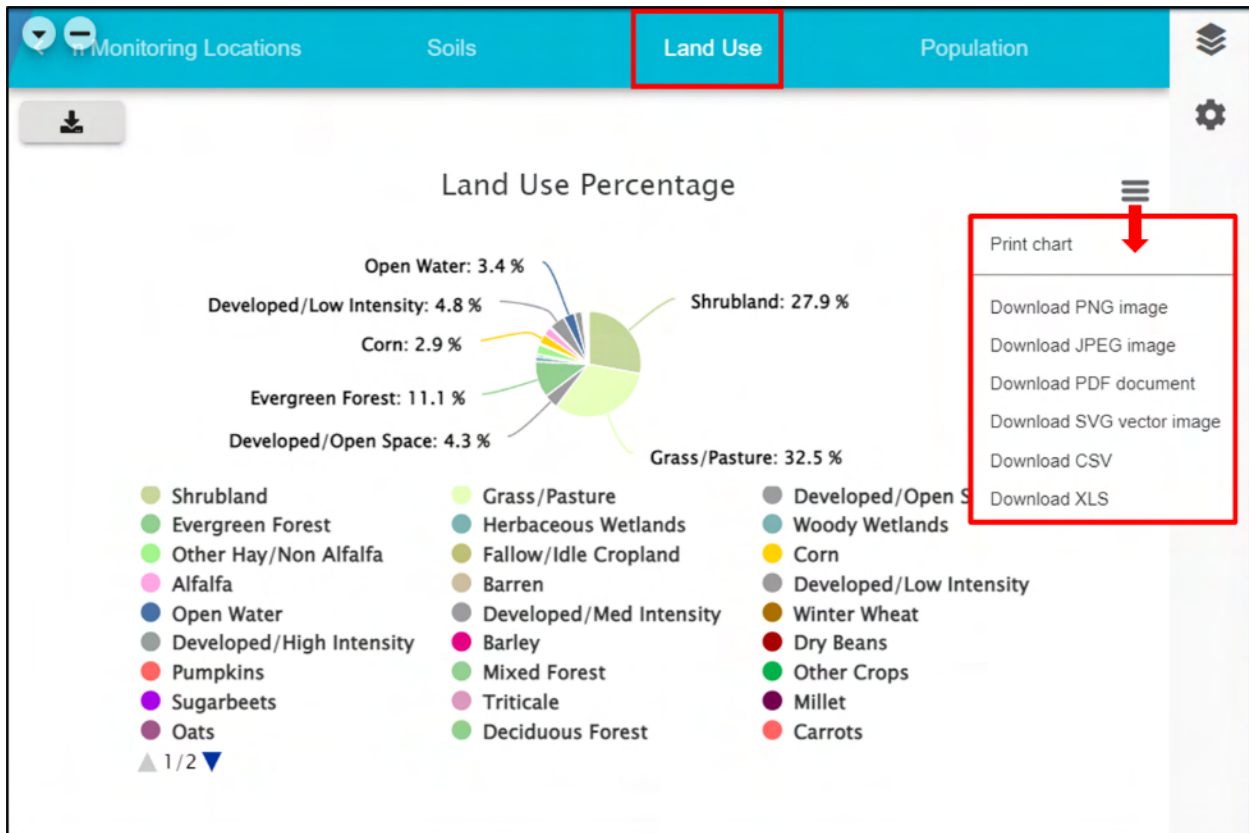 n Monitoring Locations
Soils
Land Use
Population
Land Use Percentage
Print chart
Download PNG image
Download JPEG image
Download PDF document
Download SVG vector image
Download CSV
Download XLS
Open Water: 3.4 %
Developed/Low Intensity: 4.8 %
Corn: 2.9 %
Evergreen Forest: 11.1 %
Developed/Open Space: 4.3 %
Shrubland: 27.9 %
Grass/Pasture: 32.5 %
Shrubland
Grass/Pasture
Developed/Open S
Evergreen Forest
Herbaceous Wetlands
Woody Wetlands
Other Hay/Non Alfalfa
Fallow/Idle Cropland
Corn
Alfalfa
Barren
Developed/Low Intensity
Open Water
Developed/Med Intensity
Winter Wheat
Developed/High Intensity
Barley
Dry Beans
Pumpkins
Mixed Forest
Other Crops
Sugarbeets
Triticale
Millet
Oats
Deciduous Forest
Carrots
1/2